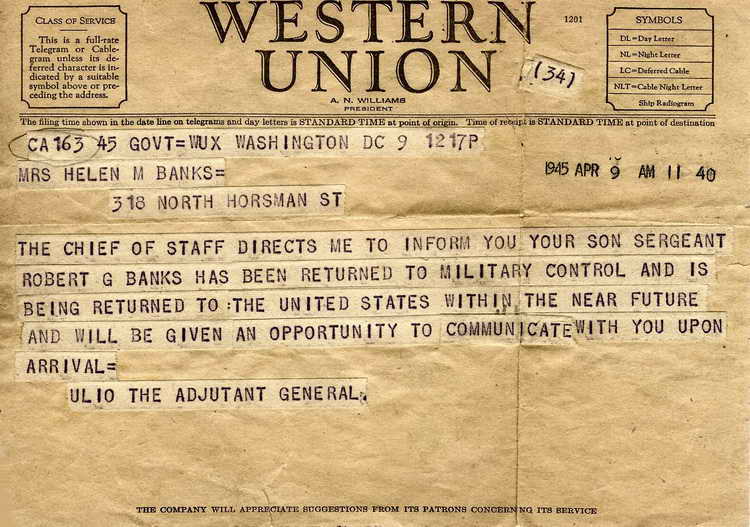 CLASS OF SERVICE
This is a full-rate
Telegram or Cable-
gram unless its de-
ferred character is in-
dicated by a suitable
symbol above or pre-
ceding the address.
WESTERN
UNION
A. N. WILLIAMS
PRESIDENT
1201
(34)
SYMBOLS
DL=Day Letter
NL=Night Letter
LC=Deferred Cable
NLT=Cable Night Letter
Ship Radiogram
The filing time shown in the date line on telegrams and day letters is STANDARD TIME at point of origin. Time of receipt is STANDARD TIME at point of destination
CA163 45 GOVT=WUX WASHINGTON DC 9 1217P
1945 APR 9 AM 11 40
MRS HELEN M BANKS=
318 NORTH HORSMAN ST
THE CHIEF OF STAFF DIRECTS ME TO INFORM YOU YOUR SON SERGEANT
ROBERT G BANKS HAS BEEN RETURNED TO MILITARY CONTROL AND IS
BEING RETURNED TO :THE UNITED STATES WITHIN THE NEAR FUTURE
AND WILL BE GIVEN AN OPPORTUNITY TO COMMUNICATE WITH YOU UPON
ARRIVAL=
ULIO THE ADJUTANT GENERAL.
THE COMPANY WILL APPRECIATE SUGGESTIONS FROM ITS PATRONS CONCERNING ITS SERVICE